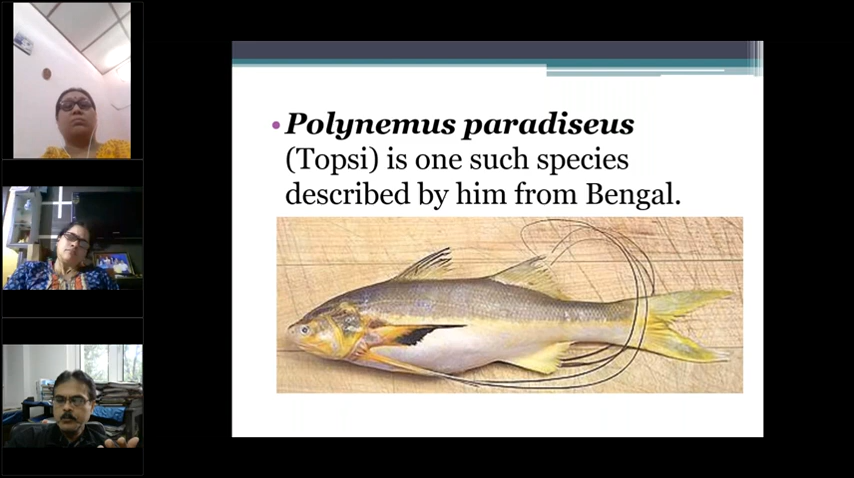 Polynemus paradiseus
(Topsi) is one such species
described by him from Bengal.